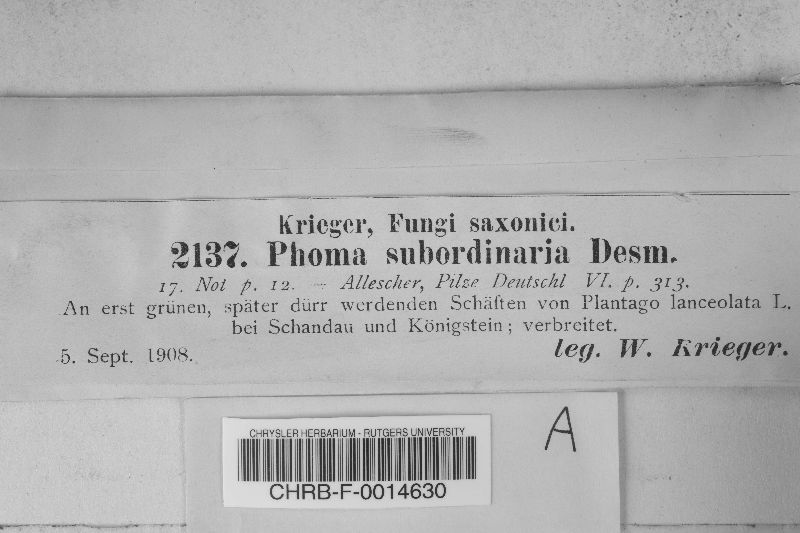 Krieger, Fungi saxonici.
2137. Phoma subordinaria Desm.
17. Not p. 12. — Allescher, Pilze Deutschl VI. p. 313.
An erst grünen, später dürr werdenden Schäften von Plantago lanceolata L.
bei Schandau und Königstein; verbreitet.
5. Sept. 1908.
leg. W. Krieger.
A
CHRYSLER HERBARIUM - RUTGERS UNIVERSITY
CHRB-F-0014630